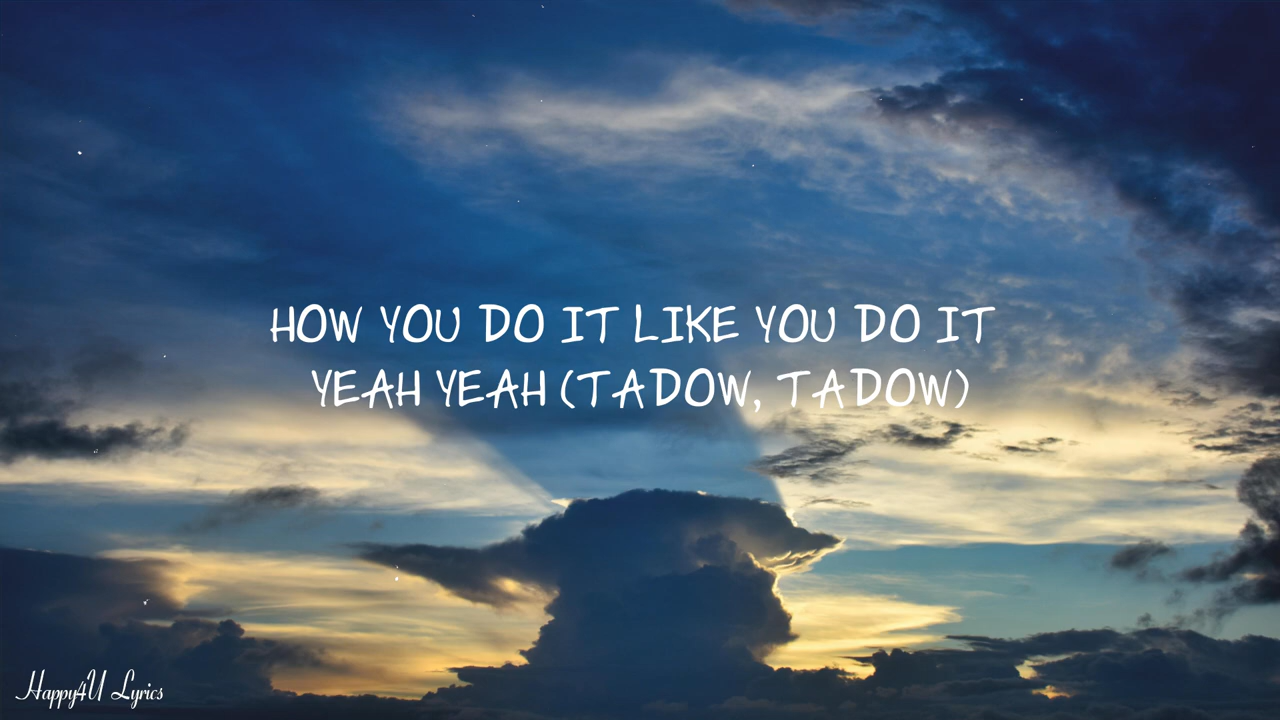 HOW YOU DO IT LIKE YOU DO IT
YEAH YEAH (TADOW, TADOW)
Happy4U Lyrics